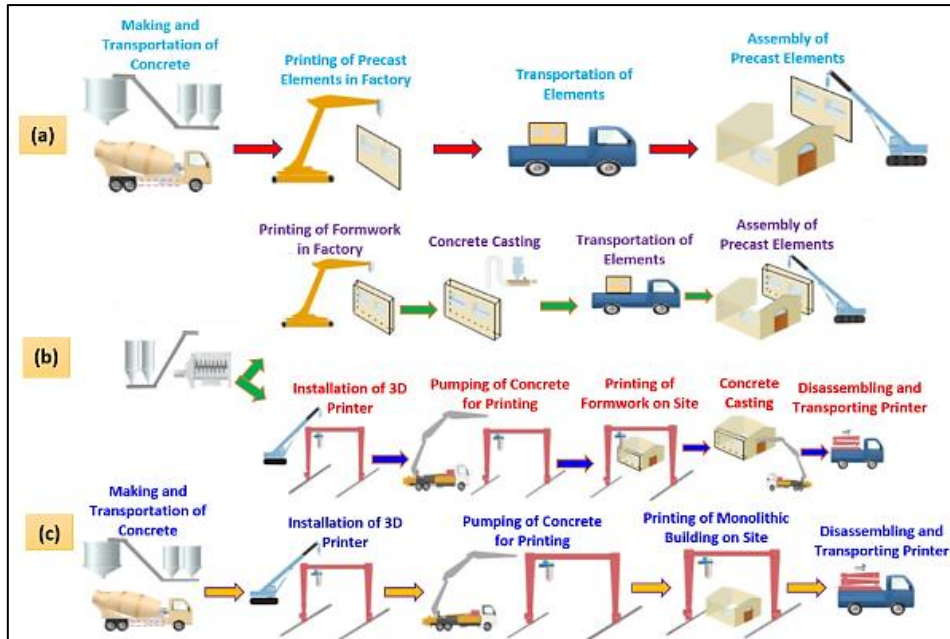 Making and
Transportation of
Concrete
Printing of Precast
Elements in Factory
Transportation of
Elements
Assembly of
Precast Elements
(a)
Printing of Formwork
in Factory
Concrete Casting
Transportation of
Elements
Assembly of
Precast Elements
(b)
Installation of 3D
Printer
Pumping of Concrete
for Printing
Printing of
Formwork on Site
Concrete
Casting
Disassembling and
Transporting Printer
Making and
Transportation of
Concrete
(c)
Installation of 3D
Printer
Pumping of Concrete
for Printing
Printing of Monolithic
Building on Site
Disassembling and
Transporting Printer